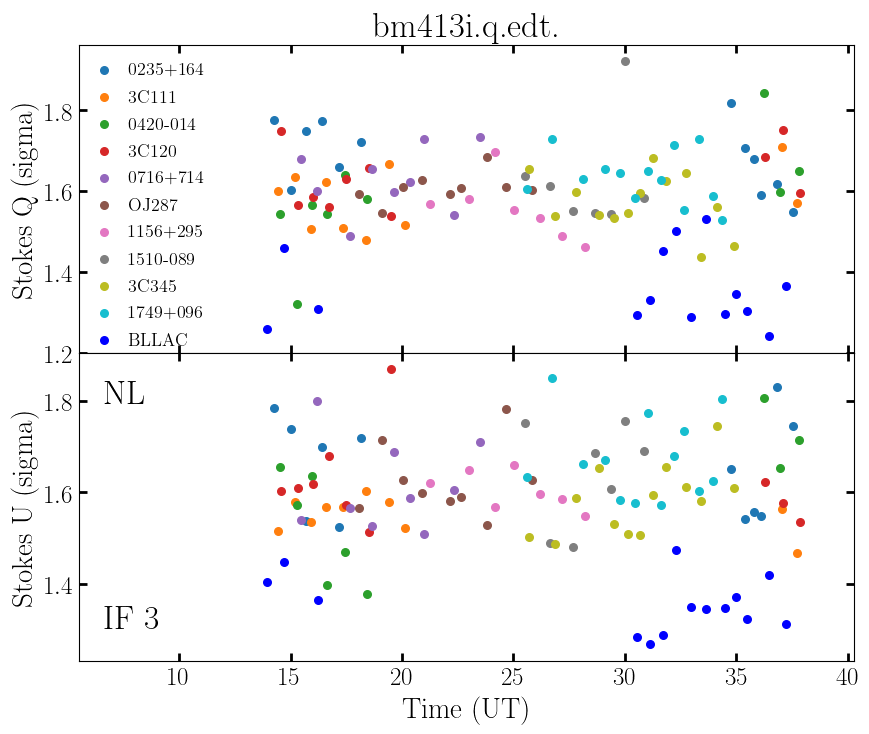 bm413i.q.edt.
Stokes Q (sigma)
1.8
1.6
1.4
1.2
0235+164
3C111
0420-014
3C120
0716+714
OJ287
1156+295
1510-089
3C345
1749+096
BLLAC
Stokes U (sigma)
1.8
1.6
1.4
NL
IF 3
10 15 20 25 30 35 40
Time (UT)